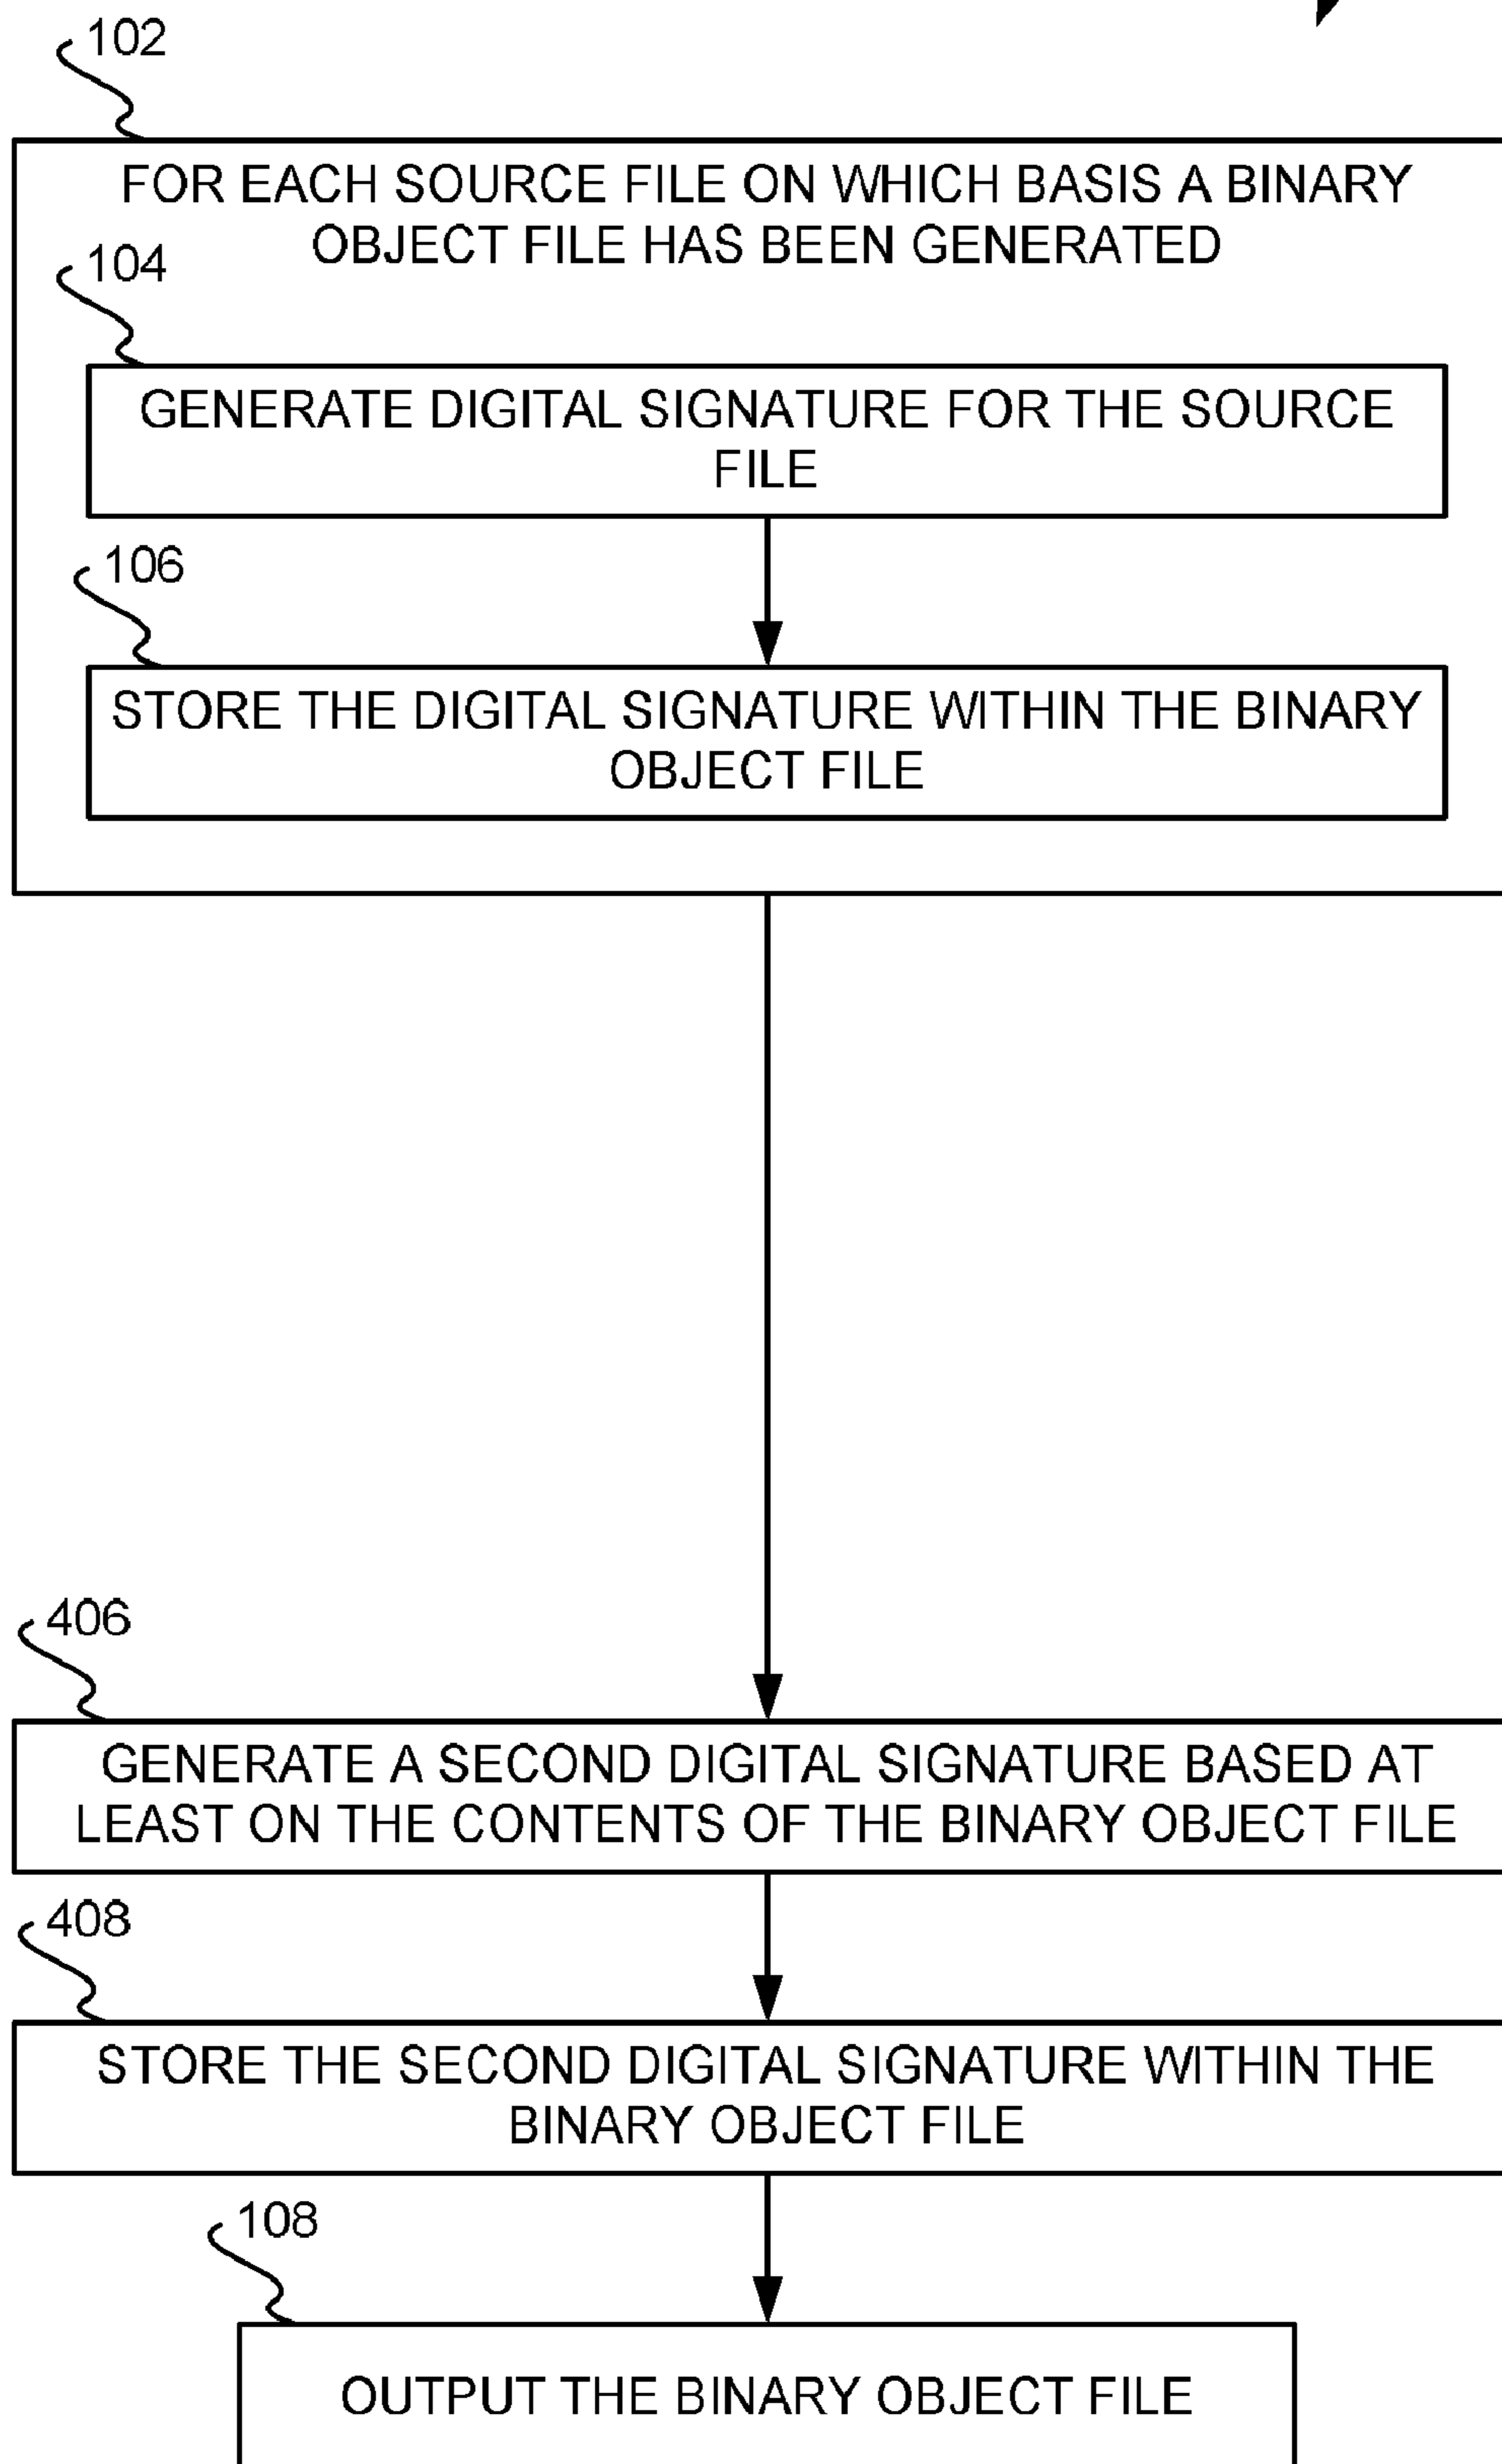 102
FOR EACH SOURCE FILE ON WHICH BASIS A BINARY
OBJECT FILE HAS BEEN GENERATED
104
GENERATE DIGITAL SIGNATURE FOR THE SOURCE
FILE
106
STORE THE DIGITAL SIGNATURE WITHIN THE BINARY
OBJECT FILE
406
GENERATE A SECOND DIGITAL SIGNATURE BASED AT
LEAST ON THE CONTENTS OF THE BINARY OBJECT FILE
408
STORE THE SECOND DIGITAL SIGNATURE WITHIN THE
BINARY OBJECT FILE
108
OUTPUT THE BINARY OBJECT FILE